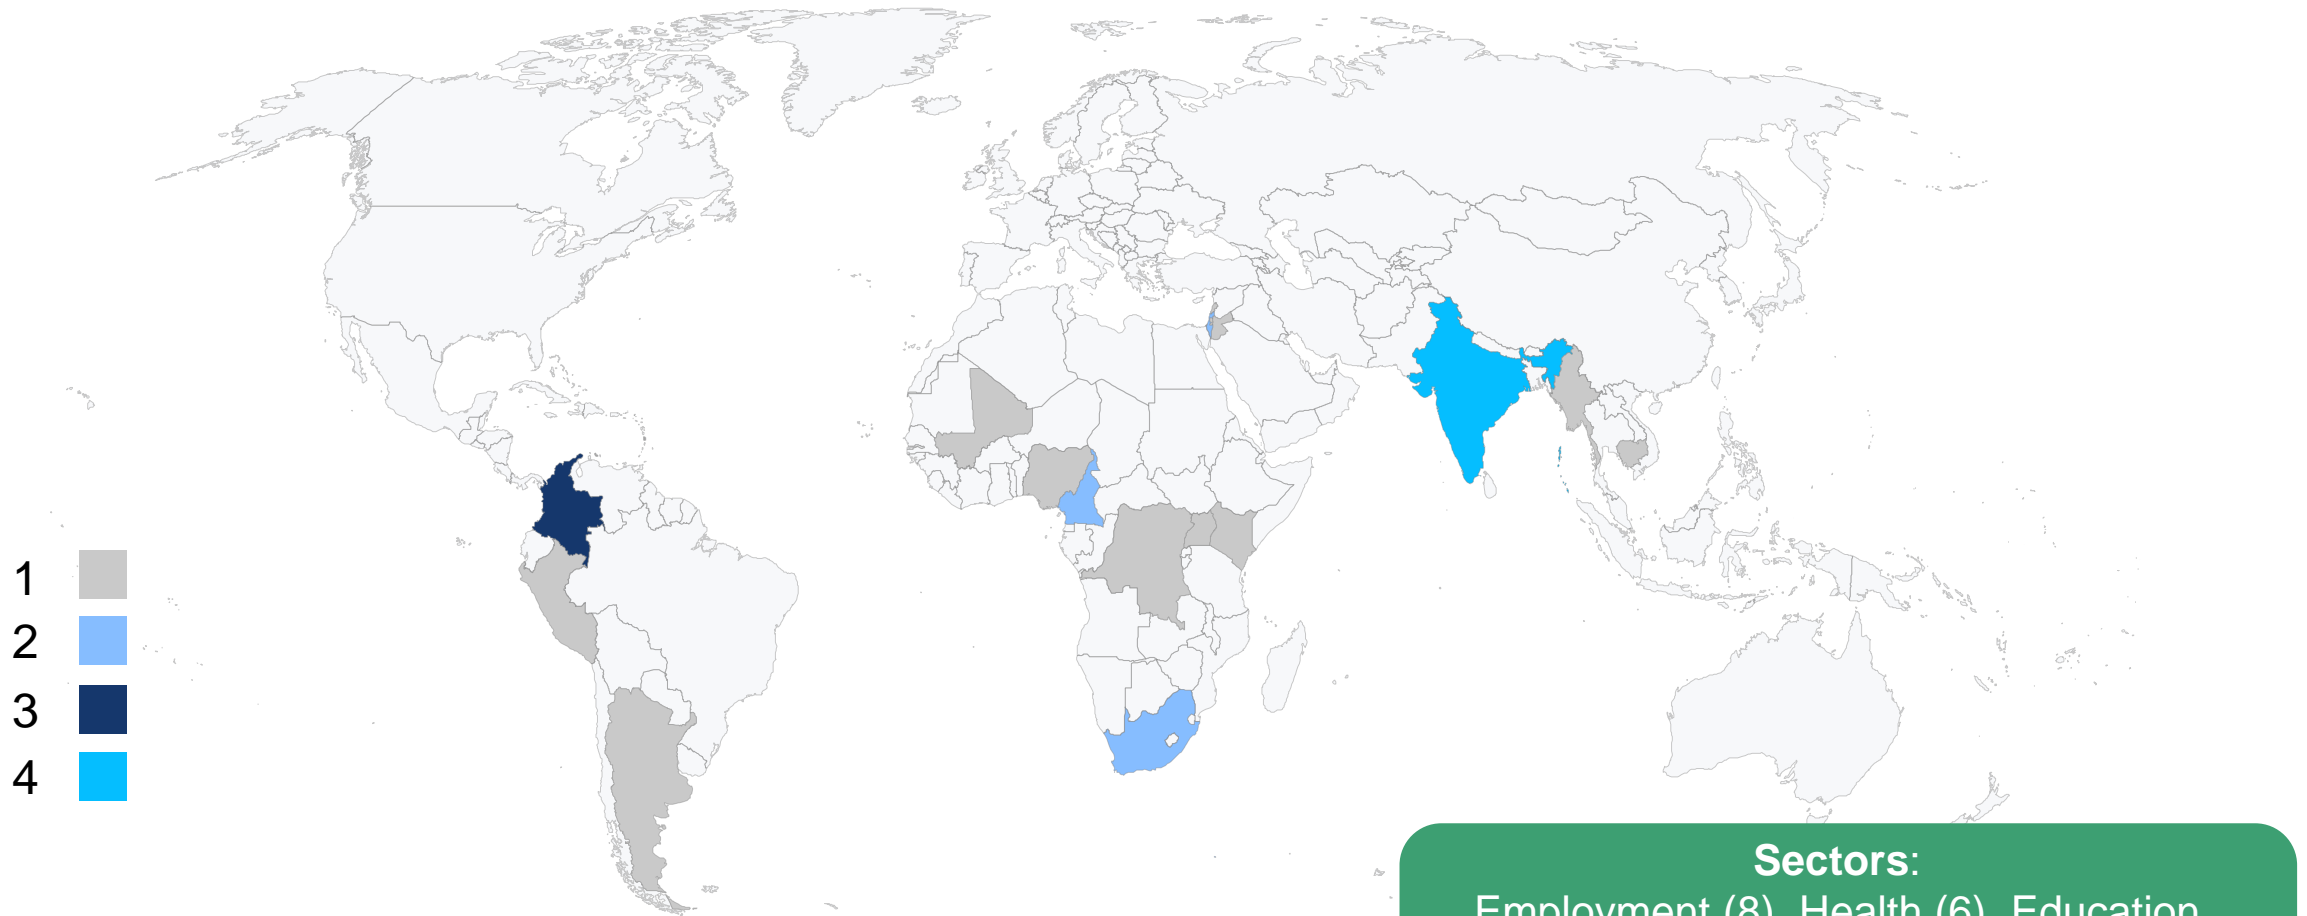 1
2
3
4
Sectors:
Employment (8), Health (6), Education